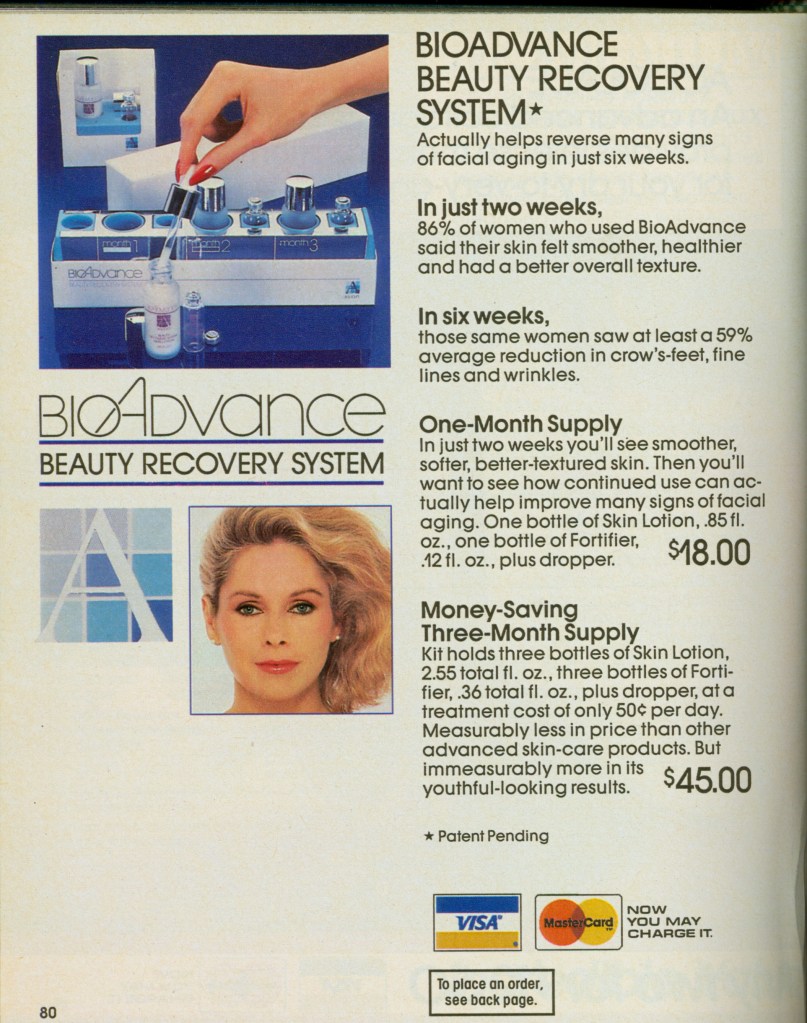 BIOADVANCE
BEAUTY RECOVERY
SYSTEM★
Actually helps reverse many signs
of facial aging in just six weeks.
In just two weeks,
86% of women who used BioAdvance
said their skin felt smoother, healthier
and had a better overall texture.
In six weeks,
those same women saw at least a 59%
average reduction in crow's-feet, fine
lines and wrinkles.
One-Month Supply
In just two weeks you'll see smoother,
softer, better-textured skin. Then you'll
want to see how continued use can ac-
tually help improve many signs of facial
aging. One bottle of Skin Lotion, .85 fl.
oz., one bottle of Fortifier,
.12 fl. oz., plus dropper.
$18.00
Money-Saving
Three-Month Supply
Kit holds three bottles of Skin Lotion,
2.55 total fl. oz., three bottles of Forti-
fier, .36 total fl. oz., plus dropper, at a
treatment cost of only 50¢ per day.
Measurably less in price than other
advanced skin-care products. But
immeasurably more in its
youthful-looking results.
$45.00
★ Patent Pending
month 1
month 2
month 3
BIOADVANCE
BIOADVANCE
BEAUTY RECOVERY SYSTEM
A
VISA
MasterCard
NOW
YOU MAY
CHARGE IT.
To place an order,
see back page.
80